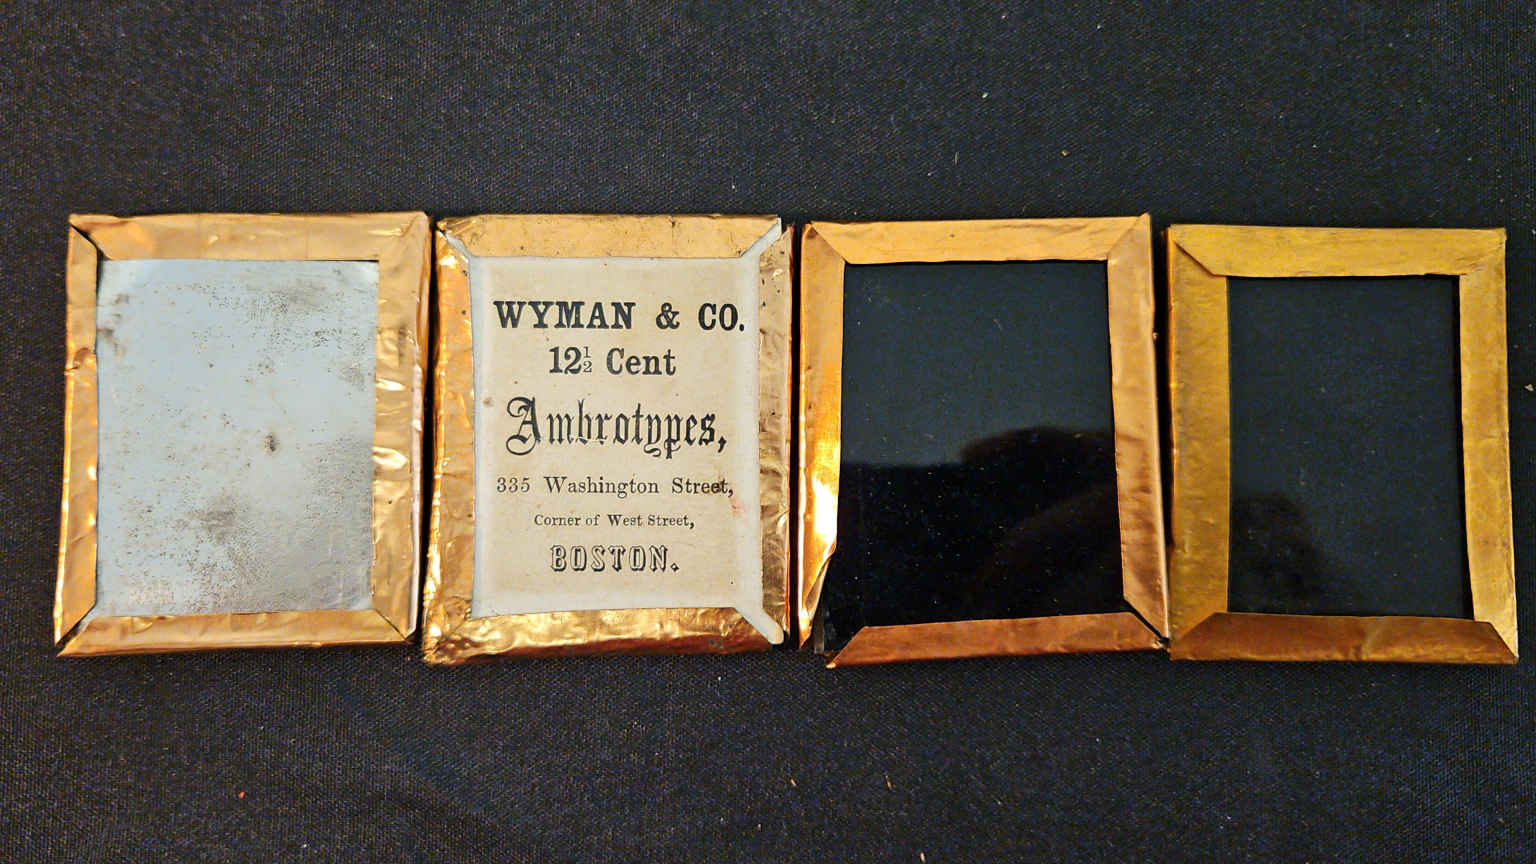 WYMAN & CO.
12½ Cent
Ambrotypes,
335 Washington Street,
Corner of West Street,
BOSTON.